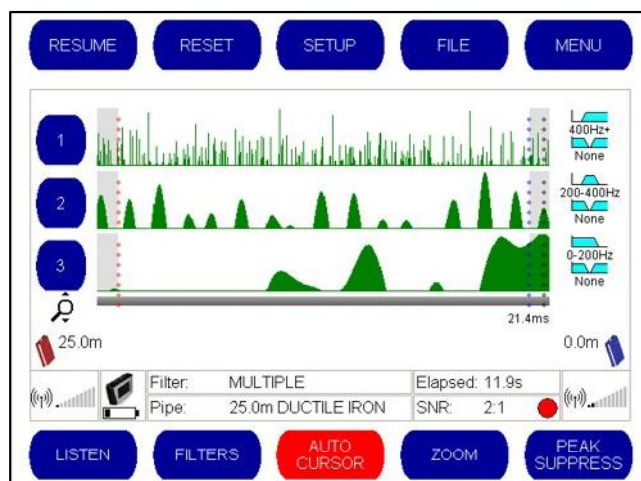 RESUME
RESET
SETUP
FILE
MENU
1
400Hz+
None
2
200-400Hz
None
3
0-200Hz
None
21.4ms
25.0m
0.0m
Filter: MULTIPLE
Elapsed: 11.9s
Pipe: 25.0m DUCTILE IRON
SNR: 2:1
LISTEN
FILTERS
AUTO
CURSOR
ZOOM
PEAK
SUPPRESS